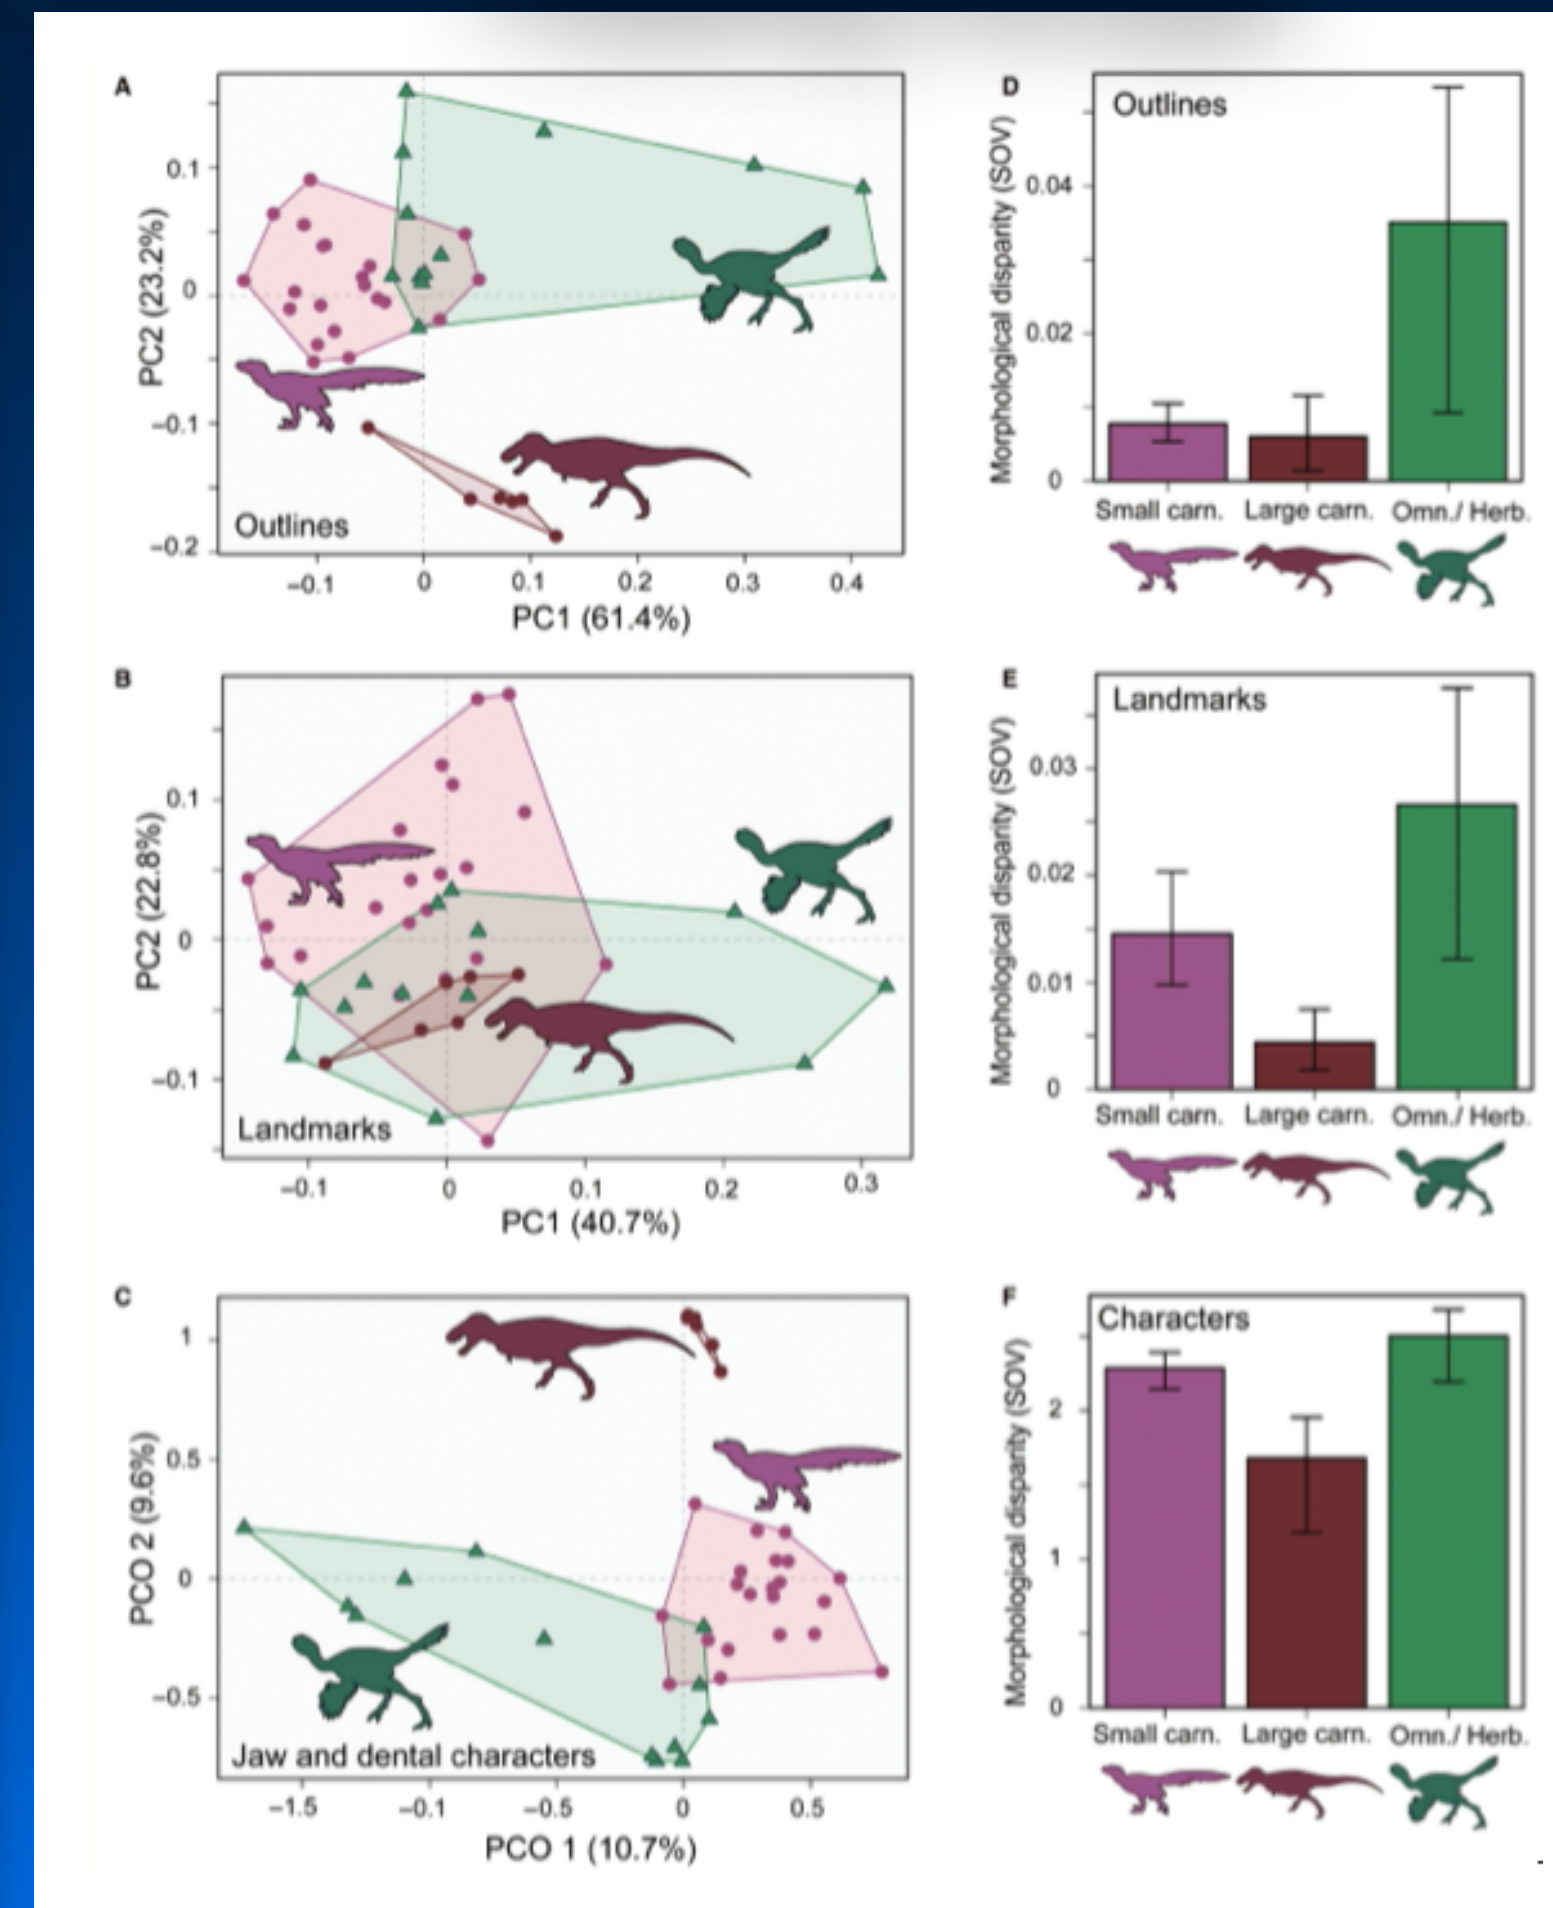 A
Outlines
PC2 (23.2%)
0.1
0
−0.1
−0.2
−0.1
0
0.1
0.2
0.3
0.4
PC1 (61.4%)
D
Outlines
Morphological disparity (SOV)
0.04
0.02
0
Small carn.
Large carn.
Omn./ Herb.
B
Landmarks
PC2 (22.8%)
0.1
0
−0.1
−0.1
0
0.1
0.2
0.3
PC1 (40.7%)
E
Landmarks
Morphological disparity (SOV)
0.03
0.02
0.01
0
Small carn.
Large carn.
Omn./ Herb.
C
Jaw and dental characters
PCO 2 (9.6%)
1
0.5
0
−0.5
−1.5
−0.1
−0.5
0
0.5
PCO 1 (10.7%)
F
Characters
Morphological disparity (SOV)
2
1
0
Small carn.
Large carn.
Omn./ Herb.